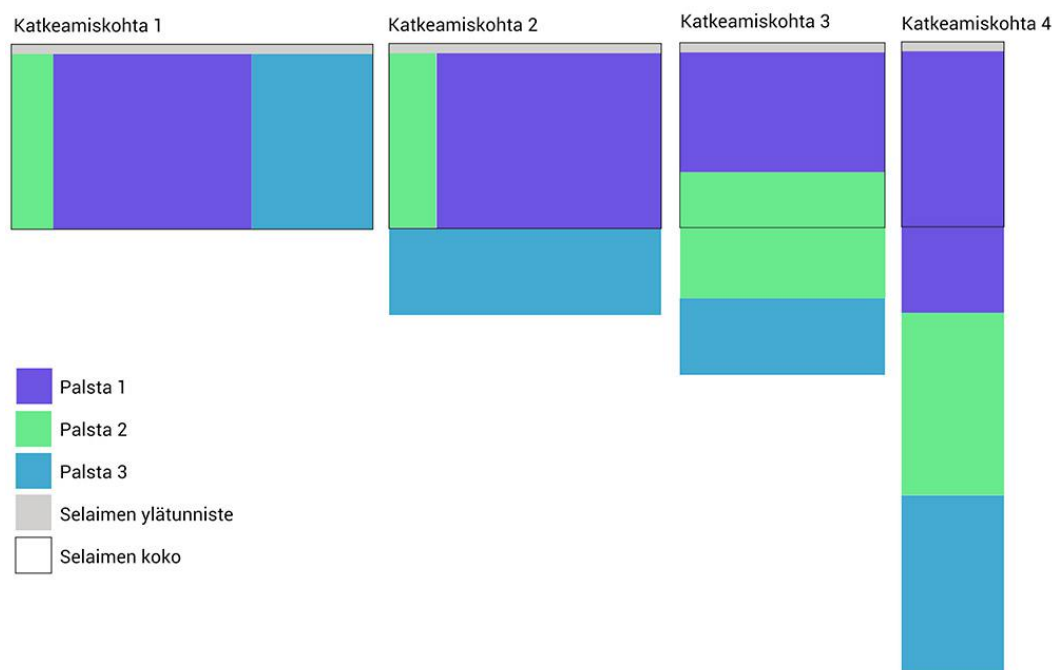 Katkeamiskohta 1
Katkeamiskohta 2
Katkeamiskohta 3
Katkeamiskohta 4
Palsta 1
Palsta 2
Palsta 3
Selaimen ylätunniste
Selaimen koko